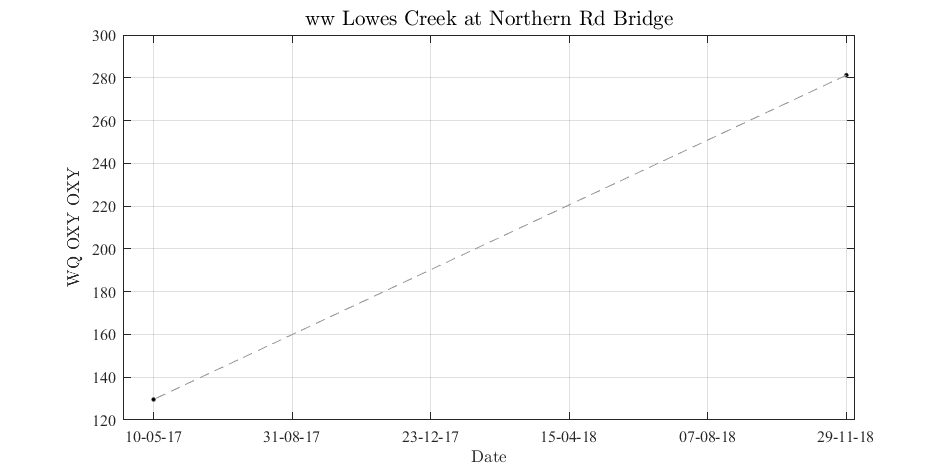 ww Lowes Creek at Northern Rd Bridge
300
280
260
240
220
200
180
160
140
120
WQ OXY OXY
10-05-17 31-08-17 23-12-17 15-04-18 07-08-18 29-11-18
Date